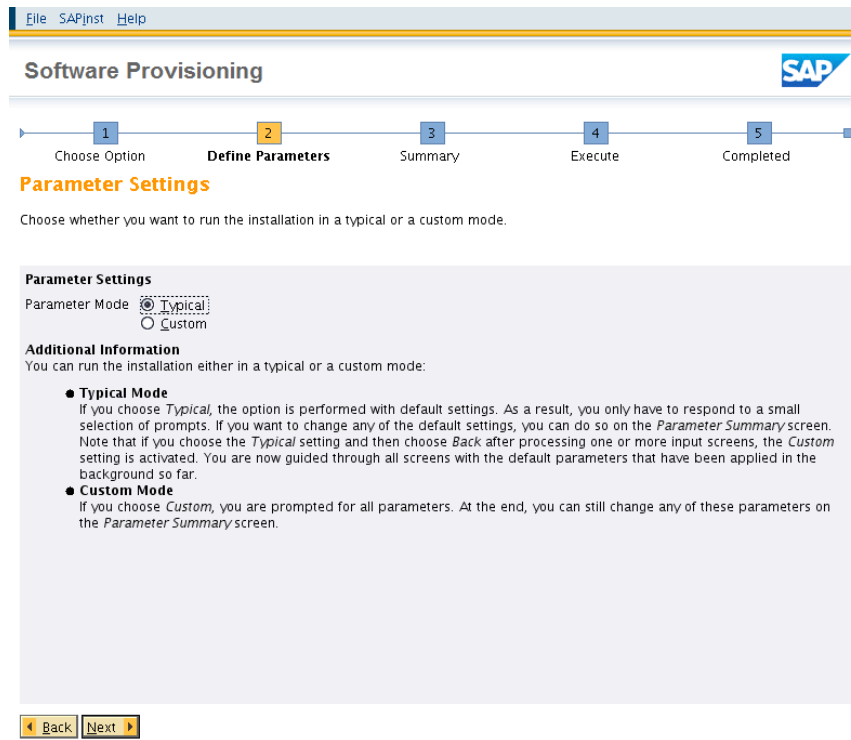 File SAPinst Help
Software Provisioning
SAP
1 2 3 4 5
Choose Option Define Parameters Summary Execute Completed
Parameter Settings
Choose whether you want to run the installation in a typical or a custom mode.
Parameter Settings
Parameter Mode Typical
Custom
Additional Information
You can run the installation either in a typical or a custom mode:
Typical Mode
If you choose Typical, the option is performed with default settings. As a result, you only have to respond to a small
selection of prompts. If you want to change any of the default settings, you can do so on the Parameter Summary screen.
Note that if you choose the Typical setting and then choose Back after processing one or more input screens, the Custom
setting is activated. You are now guided through all screens with the default parameters that have been applied in the
background so far.
Custom Mode
If you choose Custom, you are prompted for all parameters. At the end, you can still change any of these parameters on
the Parameter Summary screen.
Back Next